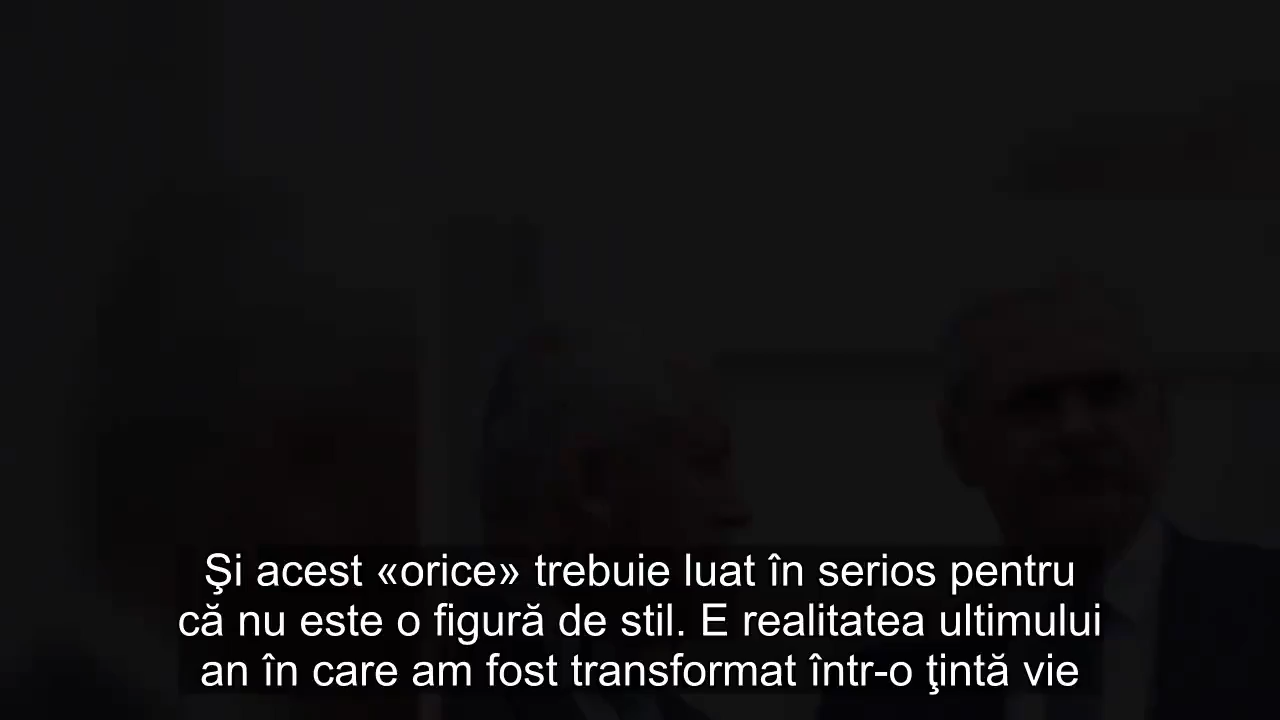 Şi acest «orice» trebuie luat în serios pentru
că nu este o figură de stil. E realitatea ultimului
an în care am fost transformat într-o ţintă vie